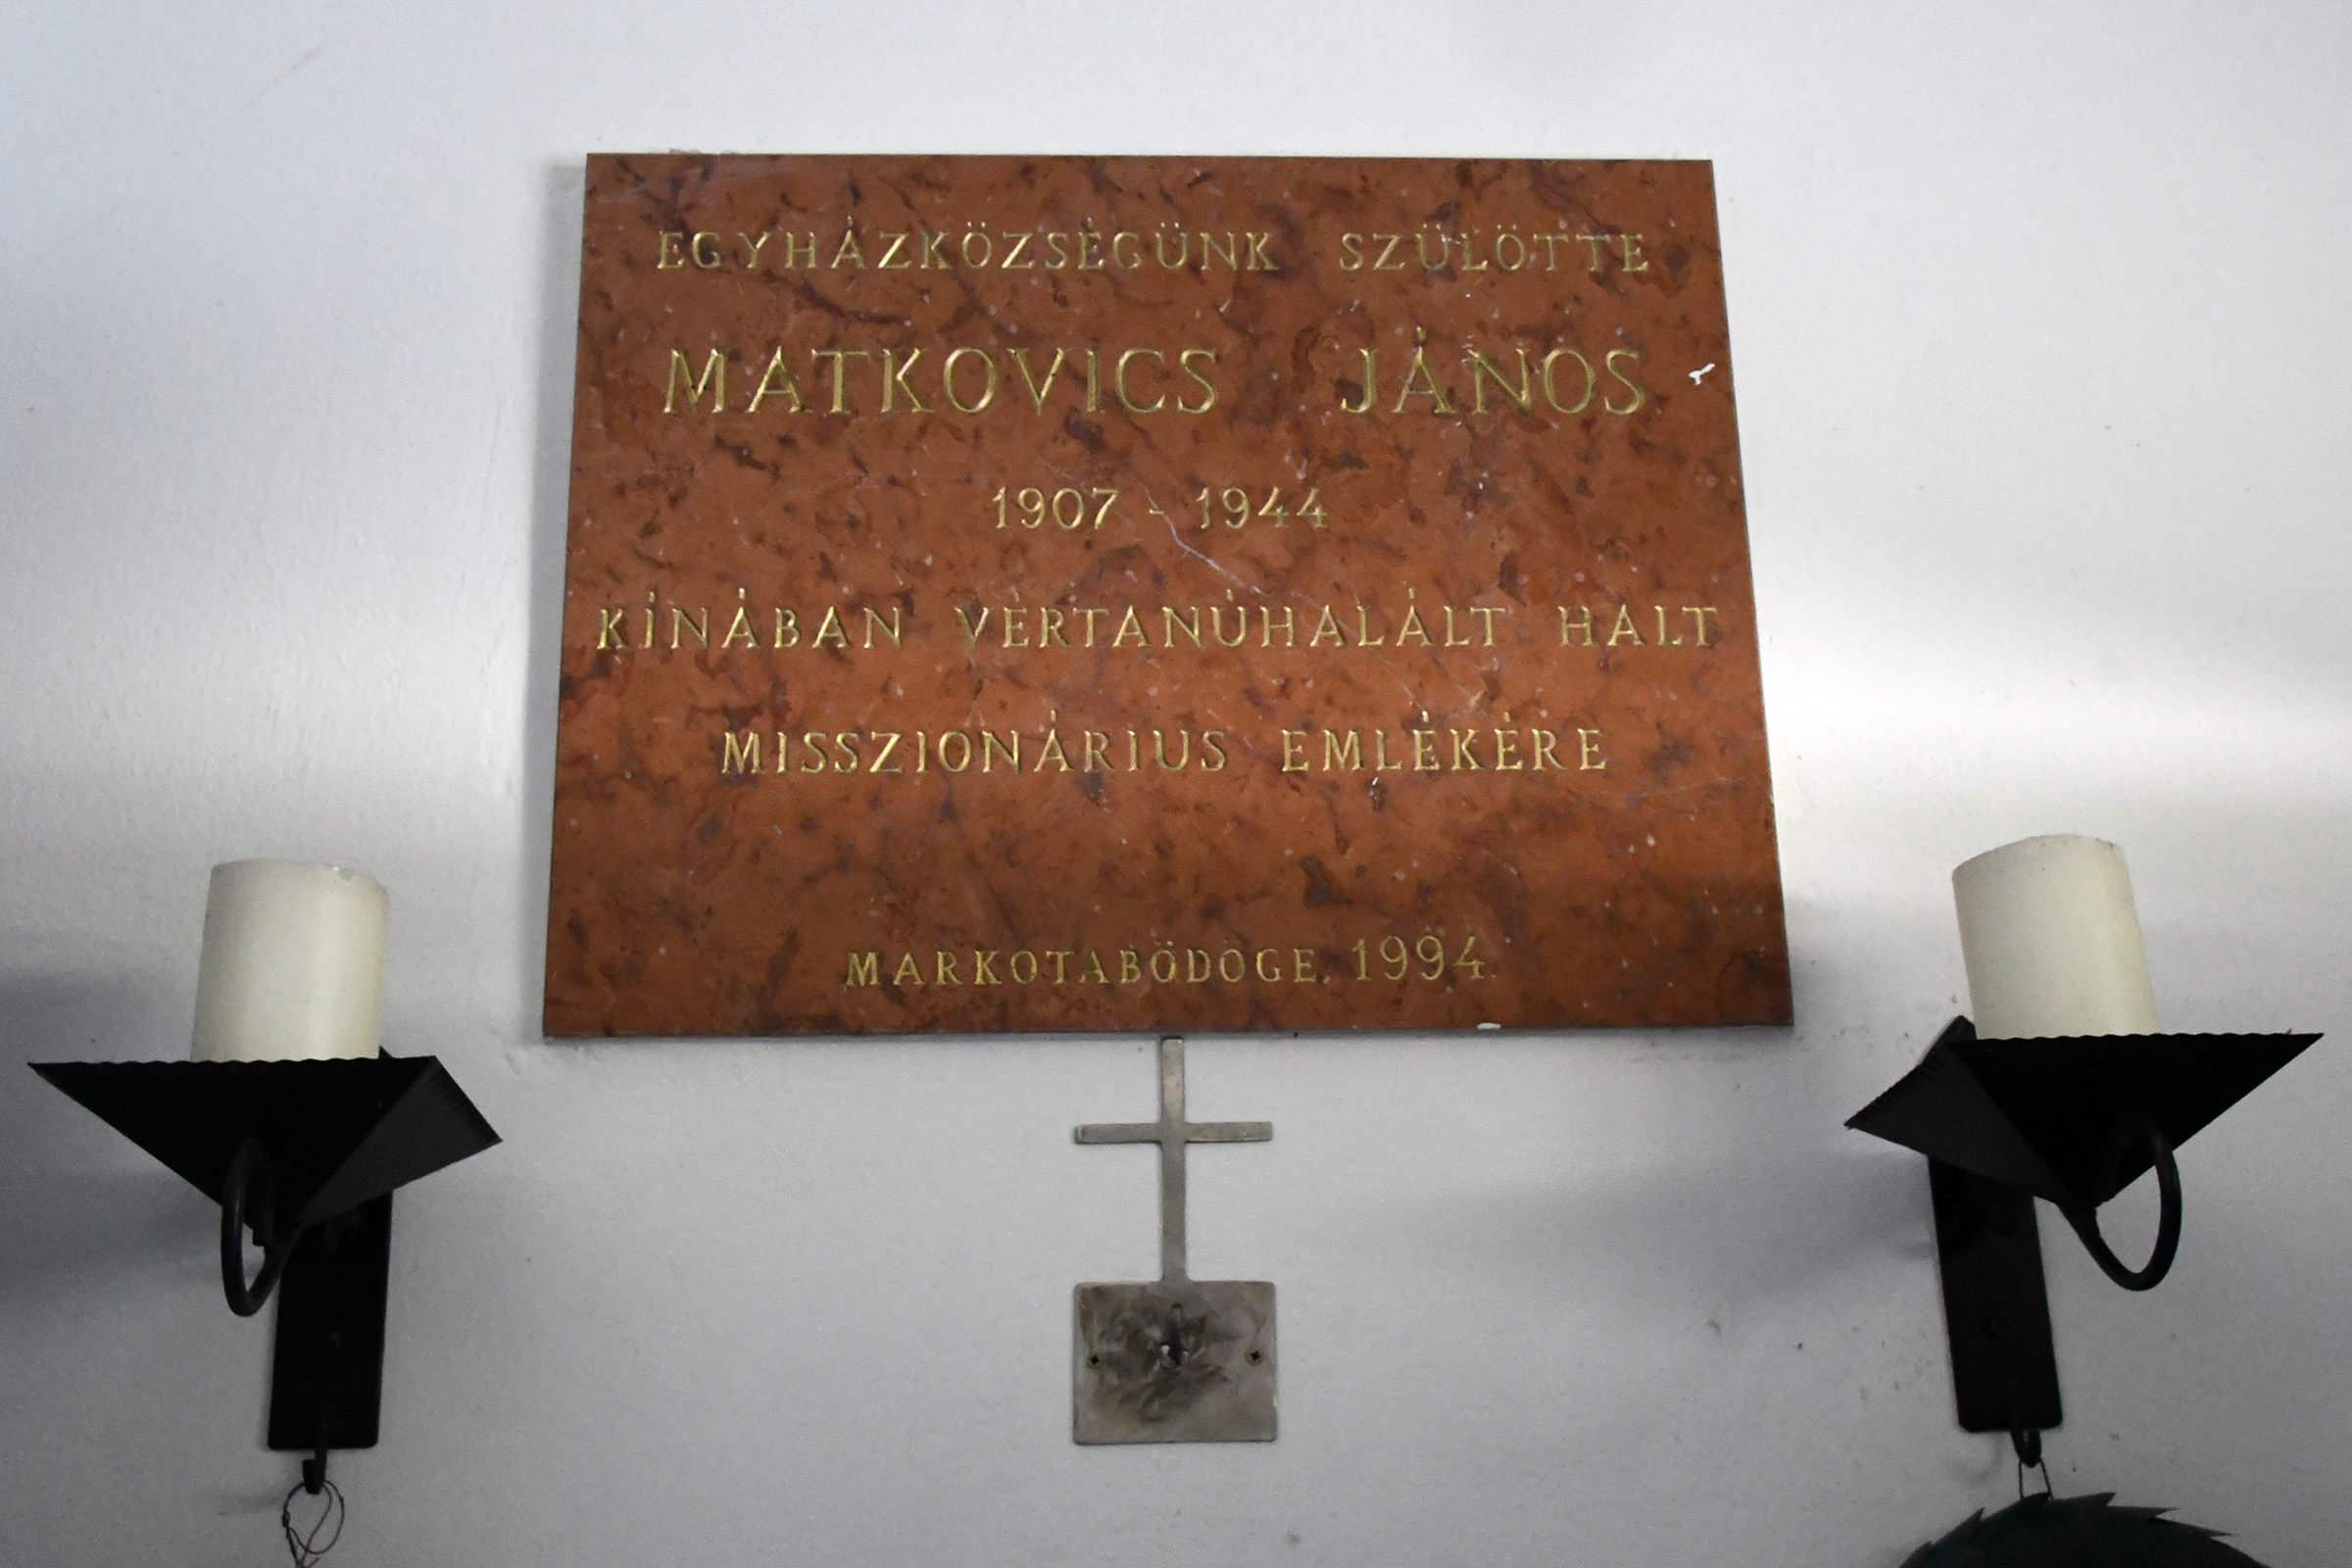 EGYHÁZKÖZSÉGÜNK SZÜLÖTTE
MATKOVICS JÁNOS
1907 - 1944
KÍNÁBAN VÉRTANÚHALÁLT HALT
MISSZIONÁRIUS EMLÉKÉRE
MARKOTABÖDÖGE, 1994.